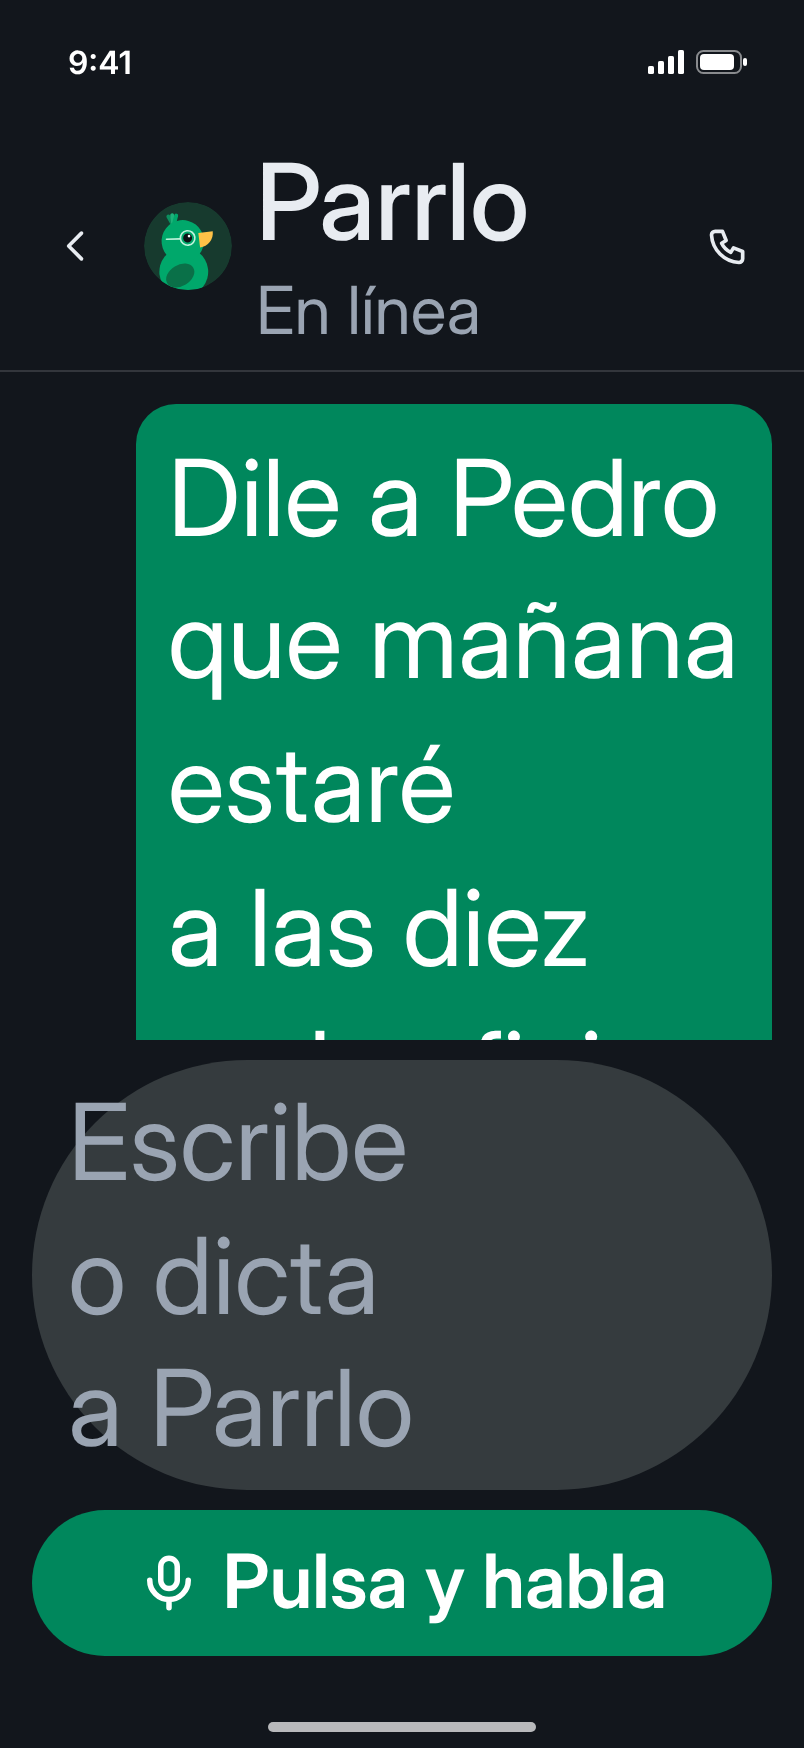 9:41
Parrlo
En línea
Dile a Pedro
que mañana
estaré
a las diez
Escribe
o dicta
a Parrlo
Pulsa y habla